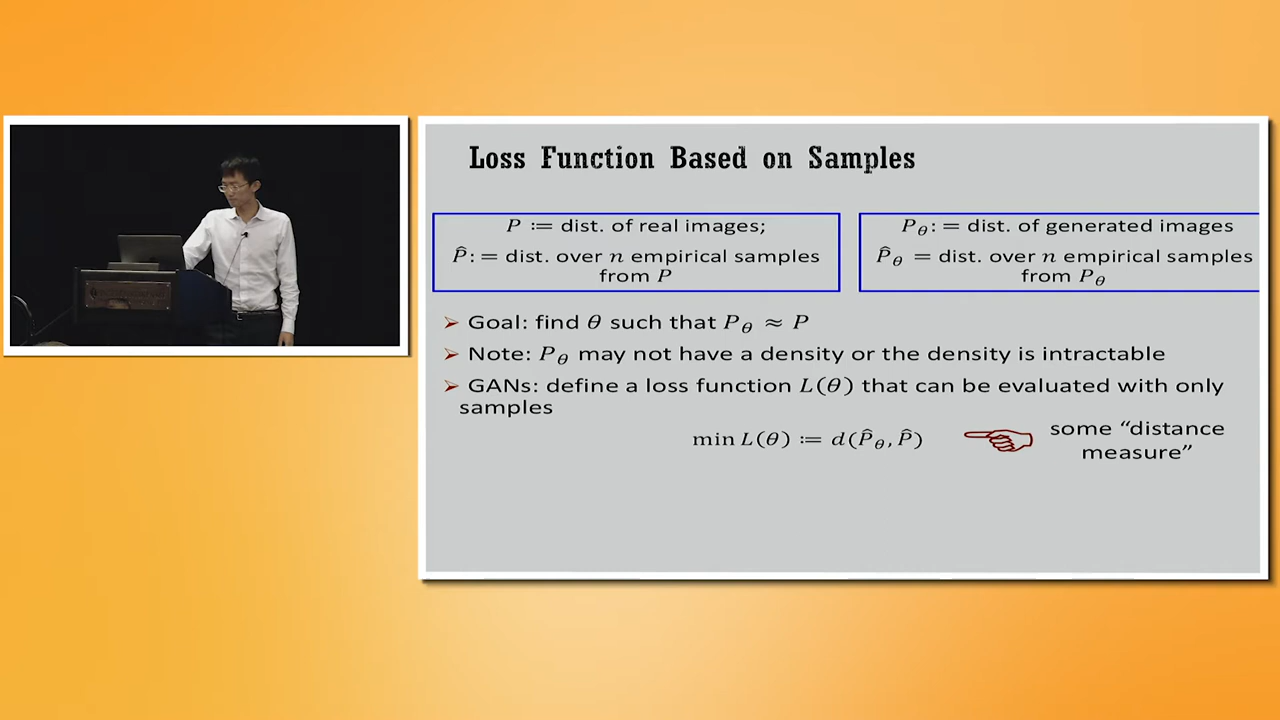 Loss Function Based on Samples
P := dist. of real images;
P̂: = dist. over n empirical samples
from P
P_θ: = dist. of generated images
P̂_θ = dist. over n empirical samples
from P_θ
➢ Goal: find θ such that P_θ ≈ P
➢ Note: P_θ may not have a density or the density is intractable
➢ GANs: define a loss function L(θ) that can be evaluated with only
samples
min L(θ) := d(P̂_θ, P̂)
some “distance
measure”